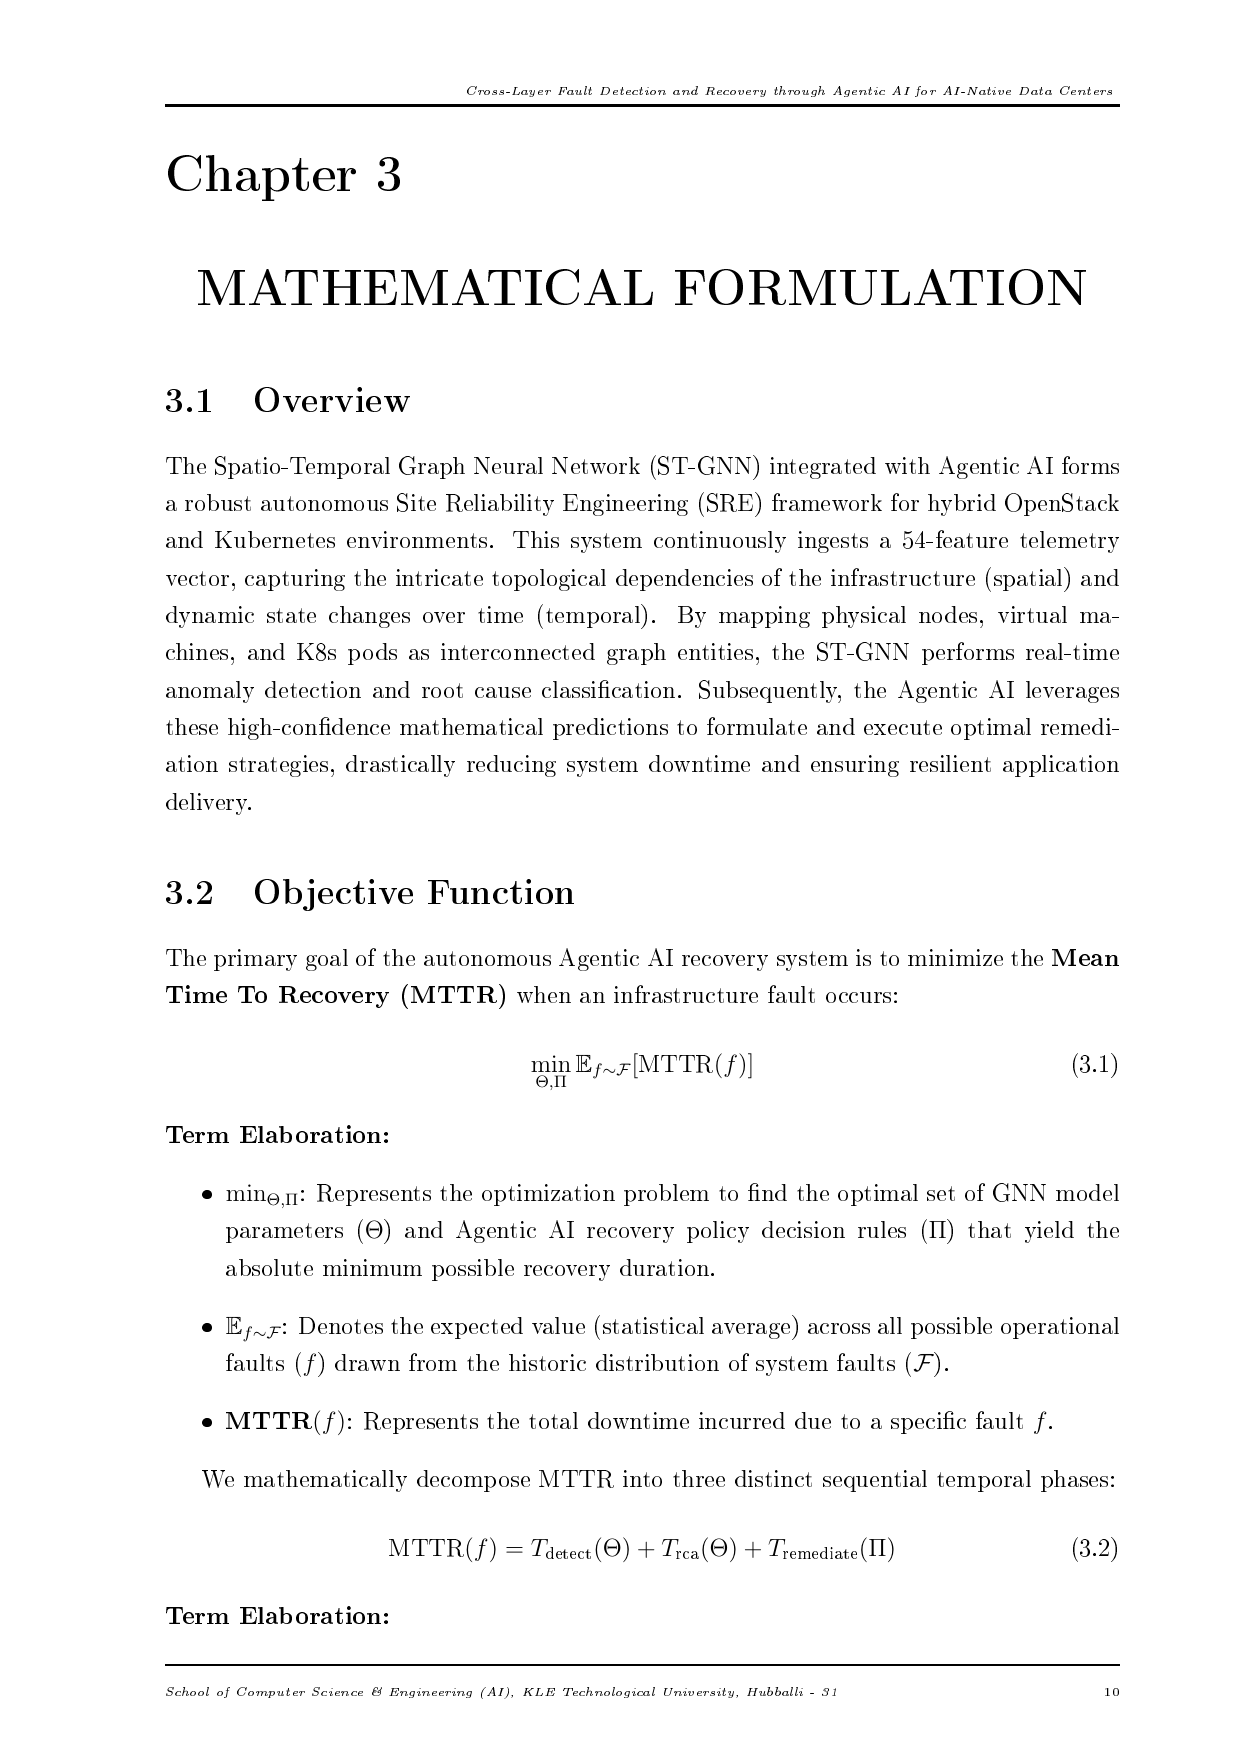 Cross-Layer Fault Detection and Recovery through Agentic AI for AI-Native Data Centers
Chapter 3
MATHEMATICAL FORMULATION
3.1 Overview
The Spatio-Temporal Graph Neural Network (ST-GNN) integrated with Agentic AI forms
a robust autonomous Site Reliability Engineering (SRE) framework for hybrid OpenStack
and Kubernetes environments. This system continuously ingests a 54-feature telemetry
vector, capturing the intricate topological dependencies of the infrastructure (spatial) and
dynamic state changes over time (temporal). By mapping physical nodes, virtual ma-
chines, and K8s pods as interconnected graph entities, the ST-GNN performs real-time
anomaly detection and root cause classification. Subsequently, the Agentic AI leverages
these high-confidence mathematical predictions to formulate and execute optimal remedi-
ation strategies, drastically reducing system downtime and ensuring resilient application
delivery.
3.2 Objective Function
The primary goal of the autonomous Agentic AI recovery system is to minimize the Mean
Time To Recovery (MTTR) when an infrastructure fault occurs:
min_{Θ,Π} 𝔼_{f∼ℱ}[MTTR(f)] (3.1)
Term Elaboration:
• min_{Θ,Π}: Represents the optimization problem to find the optimal set of GNN model
parameters (Θ) and Agentic AI recovery policy decision rules (Π) that yield the
absolute minimum possible recovery duration.
• 𝔼_{f∼ℱ}: Denotes the expected value (statistical average) across all possible operational
faults (f) drawn from the historic distribution of system faults (ℱ).
• MTTR(f): Represents the total downtime incurred due to a specific fault f.
We mathematically decompose MTTR into three distinct sequential temporal phases:
MTTR(f) = T_{detect}(Θ) + T_{rca}(Θ) + T_{remediate}(Π) (3.2)
Term Elaboration:
School of Computer Science & Engineering (AI), KLE Technological University, Hubballi - 31 10